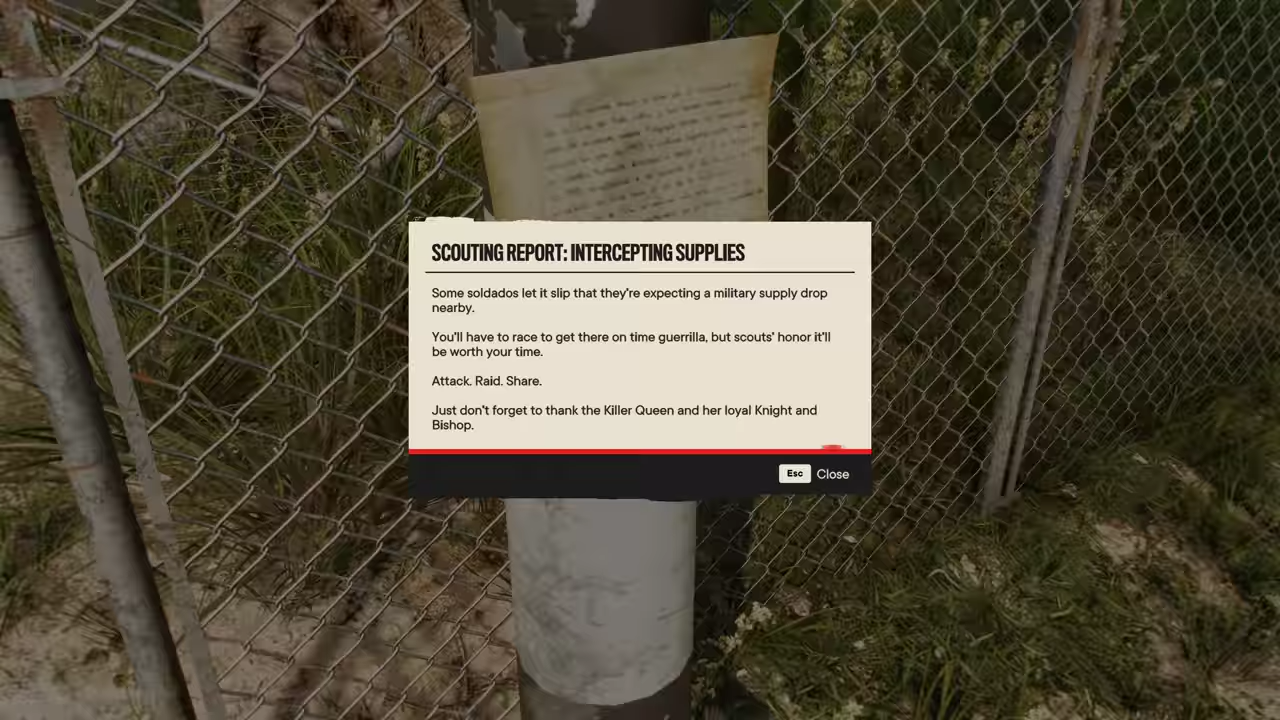 SCOUTING REPORT: INTERCEPTING SUPPLIES
Some soldados let it slip that they're expecting a military supply drop
nearby.
You'll have to race to get there on time guerrilla, but scouts' honor it'll
be worth your time.
Attack. Raid. Share.
Just don't forget to thank the Killer Queen and her loyal Knight and
Bishop.
Esc Close